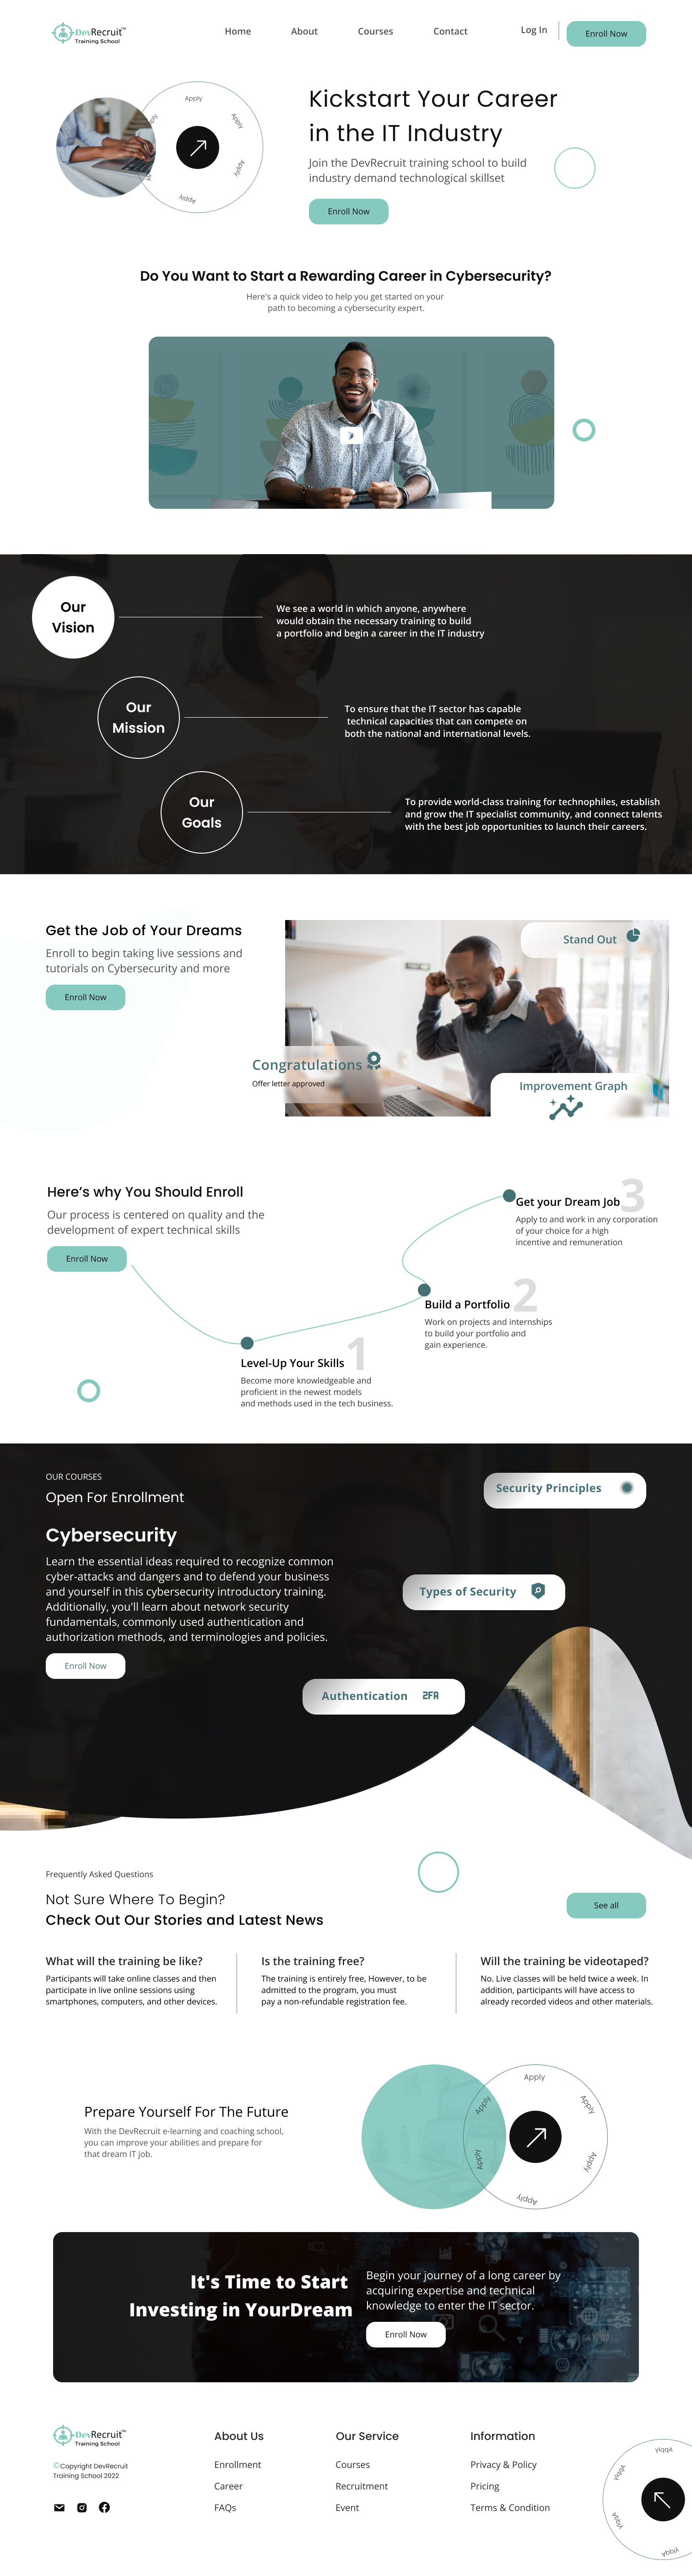 DevRecruit™
Training School
Home
About
Courses
Contact
Log In
Enroll Now
Apply
Apply
Apply
Apply
Kickstart Your Career
in the IT Industry
Join the DevRecruit training school to build
industry demand technological skillset
Enroll Now
Do You Want to Start a Rewarding Career in Cybersecurity?
Here's a quick video to help you get started on your
path to becoming a cybersecurity expert.
Our
Vision
We see a world in which anyone, anywhere
would obtain the necessary training to build
a portfolio and begin a career in the IT industry
Our
Mission
To ensure that the IT sector has capable
technical capacities that can compete on
both the national and international levels.
Our
Goals
To provide world-class training for technophiles, establish
and grow the IT specialist community, and connect talents
with the best job opportunities to launch their careers.
Get the Job of Your Dreams
Enroll to begin taking live sessions and
tutorials on Cybersecurity and more
Enroll Now
Stand Out
Congratulations
Offer letter approved
Improvement Graph
Here's why You Should Enroll
Our process is centered on quality and the
development of expert technical skills
Enroll Now
3
Get your Dream Job
Apply to and work in any corporation
of your choice for a high
incentive and remuneration
2
Build a Portfolio
Work on projects and internships
to build your portfolio and
gain experience.
1
Level-Up Your Skills
Become more knowledgeable and
proficient in the newest models
and methods used in the tech business.
OUR COURSES
Open For Enrollment
Cybersecurity
Learn the essential ideas required to recognize common
cyber-attacks and dangers and to defend your business
and yourself in this cybersecurity introductory training.
Additionally, you'll learn about network security
fundamentals, commonly used authentication and
authorization methods, and terminologies and policies.
Enroll Now
Security Principles
Types of Security
Authentication
2FA
Frequently Asked Questions
Not Sure Where To Begin?
Check Out Our Stories and Latest News
See all
What will the training be like?
Participants will take online classes and then
participate in live online sessions using
smartphones, computers, and other devices.
Is the training free?
The training is entirely free, However, to be
admitted to the program, you must
pay a non-refundable registration fee.
Will the training be videotaped?
No. Live classes will be held twice a week. In
addition, participants will have access to
already recorded videos and other materials.
Prepare Yourself For The Future
With the DevRecruit e-learning and coaching school,
you can improve your abilities and prepare for
that dream IT job.
Apply
Apply
Apply
Apply
Apply
Apply
It's Time to Start
Investing in YourDream
Begin your journey of a long career by
acquiring expertise and technical
knowledge to enter the IT sector.
Enroll Now
DevRecruit™
Training School
©Copyright DevRecruit
Training School 2022
About Us
Enrollment
Career
FAQs
Our Service
Courses
Recruitment
Event
Information
Privacy & Policy
Pricing
Terms & Condition
Apply
Apply
Apply
Apply